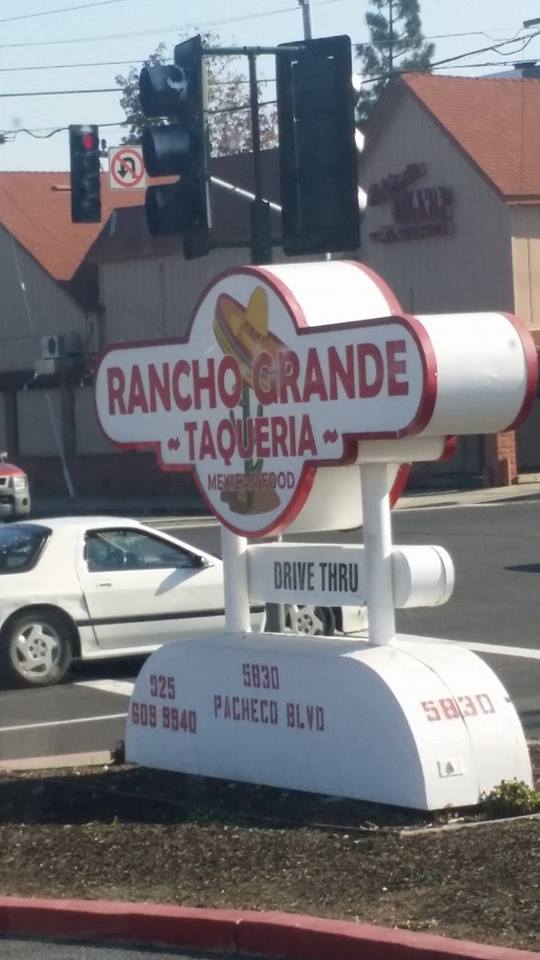 RANCHO GRANDE
~ TAQUERIA ~
MEXICAN FOOD
DRIVE THRU
925
609 9940
5830
PACHECO BLVD
5830